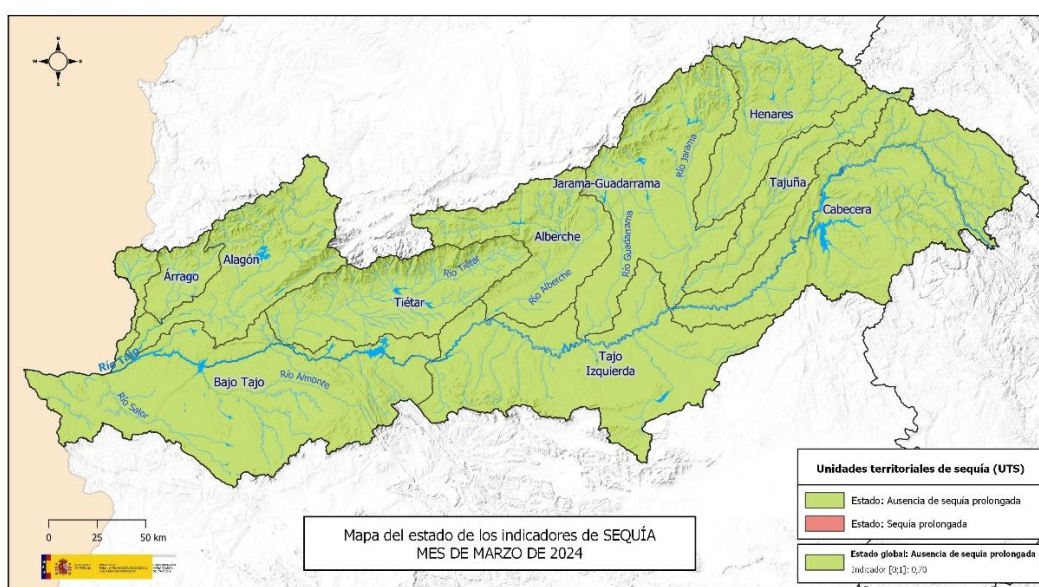 N
S
Henares
Río Jarama
Jarama-Guadarrama
Tajuña
Cabecera
Alberche
Río Guadarrama
Alagón
Árrago
Río Tiétar
Río Alberche
Tiétar
Río Tajo
Tajo
Izquierda
Río Almonte
Bajo Tajo
Río Salor
Unidades territoriales de sequía (UTS)
Estado: Ausencia de sequía prolongada
Estado: Sequía prolongada
Estado global: Ausencia de sequía prolongada
Indicador [0;1]: 0,70
0 25 50 km
Mapa del estado de los indicadores de SEQUÍA
MES DE MARZO DE 2024